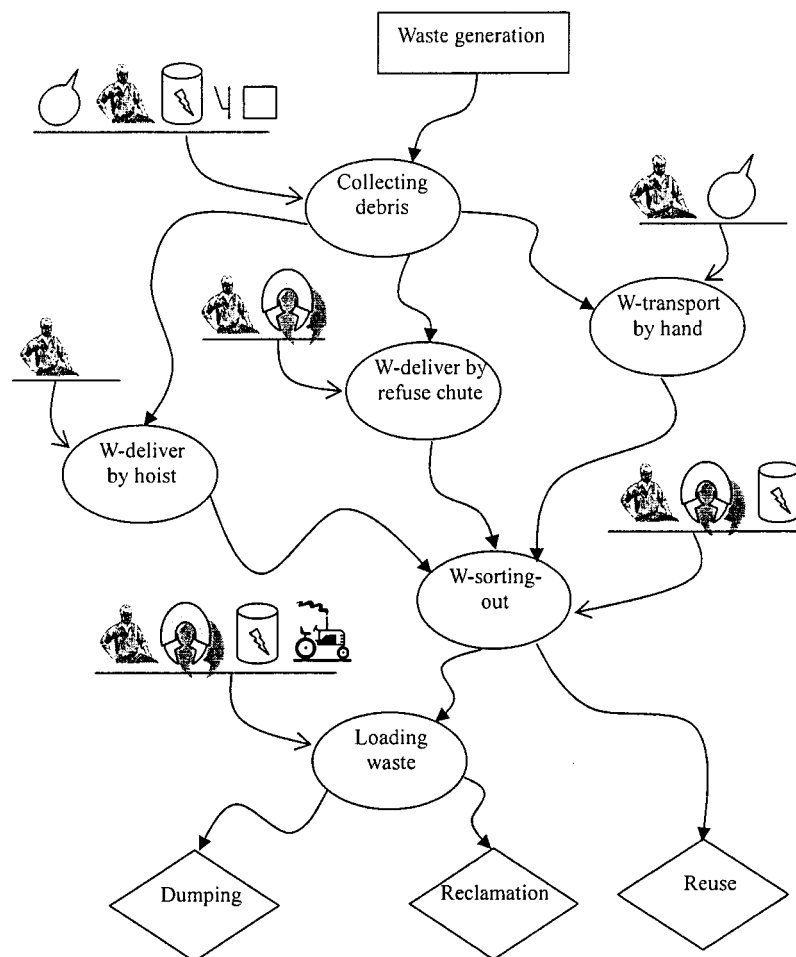 Waste generation
Collecting
debris
W-transport
by hand
W-deliver by
refuse chute
W-deliver
by hoist
W-sorting-
out
Loading
waste
Dumping
Reclamation
Reuse